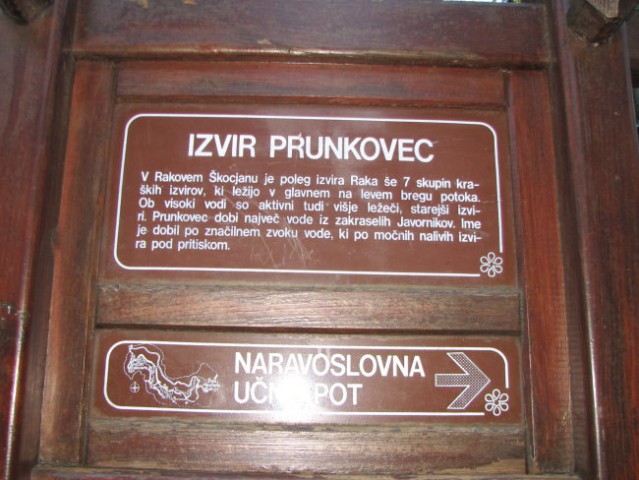 IZVIR PRUNKOVEC
V Rakovem Škocjanu je poleg izvira Raka še 7 skupin kra-
ških izvirov, ki ležijo v glavnem na levem bregu potoka.
Ob visoki vodi so aktivni tudi višje ležeči, starejši izvi-
ri. Prunkovec dobi največ vode iz zakraselih Javornikov. Ime
je dobil po značilnem zvoku vode, ki po močnih nalivih izvi-
ra pod pritiskom.
NARAVOSLOVNA
UČNA POT